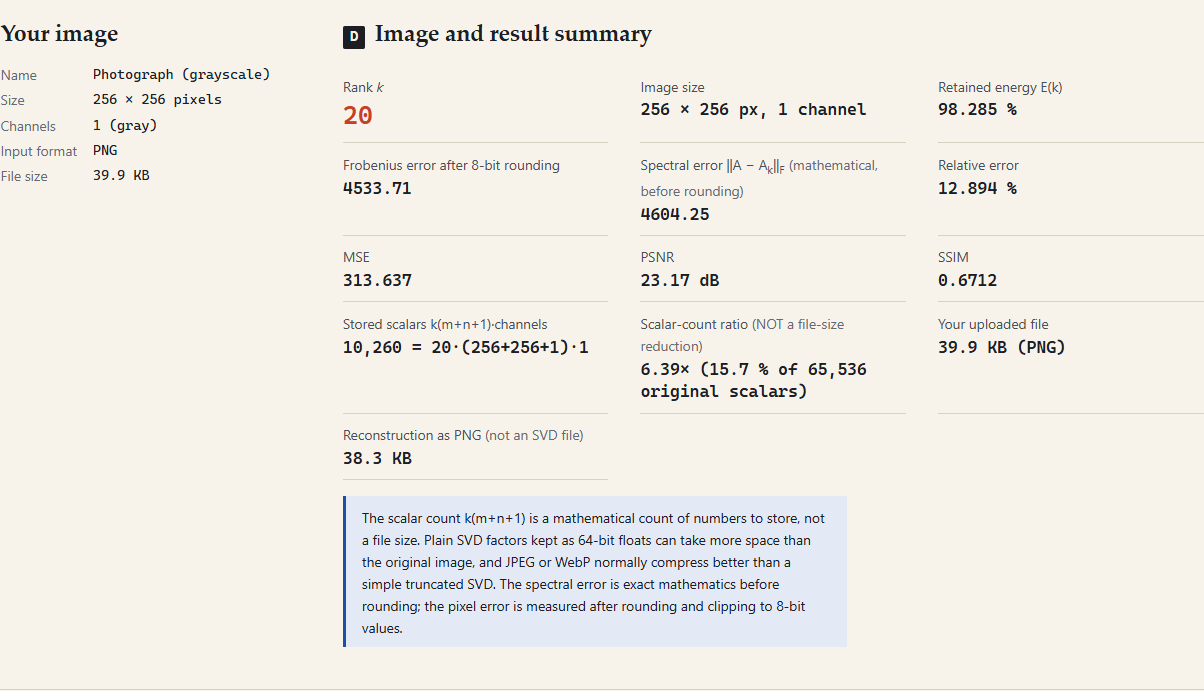 Your image
Name Photograph (grayscale)
Size 256 × 256 pixels
Channels 1 (gray)
Input format PNG
File size 39.9 KB
D Image and result summary
Rank k
20
Image size
256 × 256 px, 1 channel
Retained energy E(k)
98.285 %
Frobenius error after 8-bit rounding
4533.71
Spectral error ||A − Ak||F (mathematical,
before rounding)
4604.25
Relative error
12.894 %
MSE
313.637
PSNR
23.17 dB
SSIM
0.6712
Stored scalars k(m+n+1)·channels
10,260 = 20·(256+256+1)·1
Scalar-count ratio (NOT a file-size
reduction)
6.39× (15.7 % of 65,536
original scalars)
Your uploaded file
39.9 KB (PNG)
Reconstruction as PNG (not an SVD file)
38.3 KB
The scalar count k(m+n+1) is a mathematical count of numbers to store, not
a file size. Plain SVD factors kept as 64-bit floats can take more space than
the original image, and JPEG or WebP normally compress better than a
simple truncated SVD. The spectral error is exact mathematics before
rounding; the pixel error is measured after rounding and clipping to 8-bit
values.